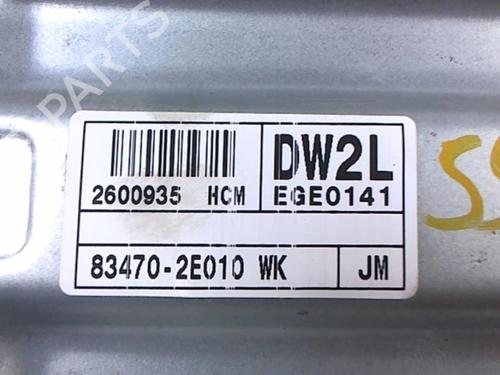 PARTS
2600935 HCM
DW2L
EGE0141
83470-2E010 WK
JM